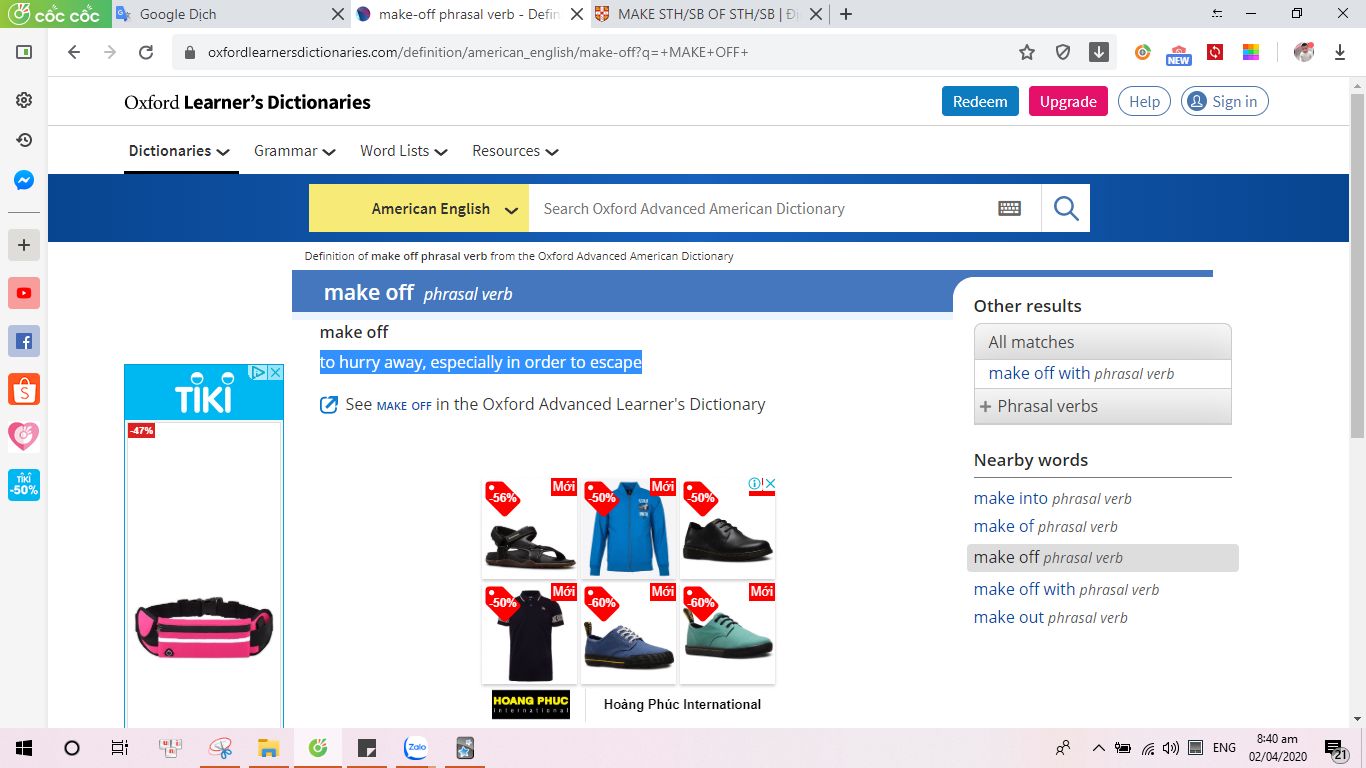 cốc cốc
Google Dịch
make-off phrasal verb - Defin
MAKE STH/SB OF STH/SB | Đị
oxfordlearnersdictionaries.com/definition/american_english/make-off?q=+MAKE+OFF+
NEW
Oxford Learner's Dictionaries
Redeem
Upgrade
Help
Sign in
Dictionaries
Grammar
Word Lists
Resources
American English
Search Oxford Advanced American Dictionary
Definition of make off phrasal verb from the Oxford Advanced American Dictionary
make off phrasal verb
make off
to hurry away, especially in order to escape
See MAKE OFF in the Oxford Advanced Learner's Dictionary
Other results
All matches
make off with phrasal verb
Phrasal verbs
Nearby words
make into phrasal verb
make of phrasal verb
make off phrasal verb
make off with phrasal verb
make out phrasal verb
TIKI
-50%
TIKI
-47%
-56% Mới
-50% Mới
-50%
-50% Mới
-60% Mới
-60% Mới
HOANG PHUC
International
Hoàng Phúc International
Zalo
ENG
8:40 am
02/04/2020
21